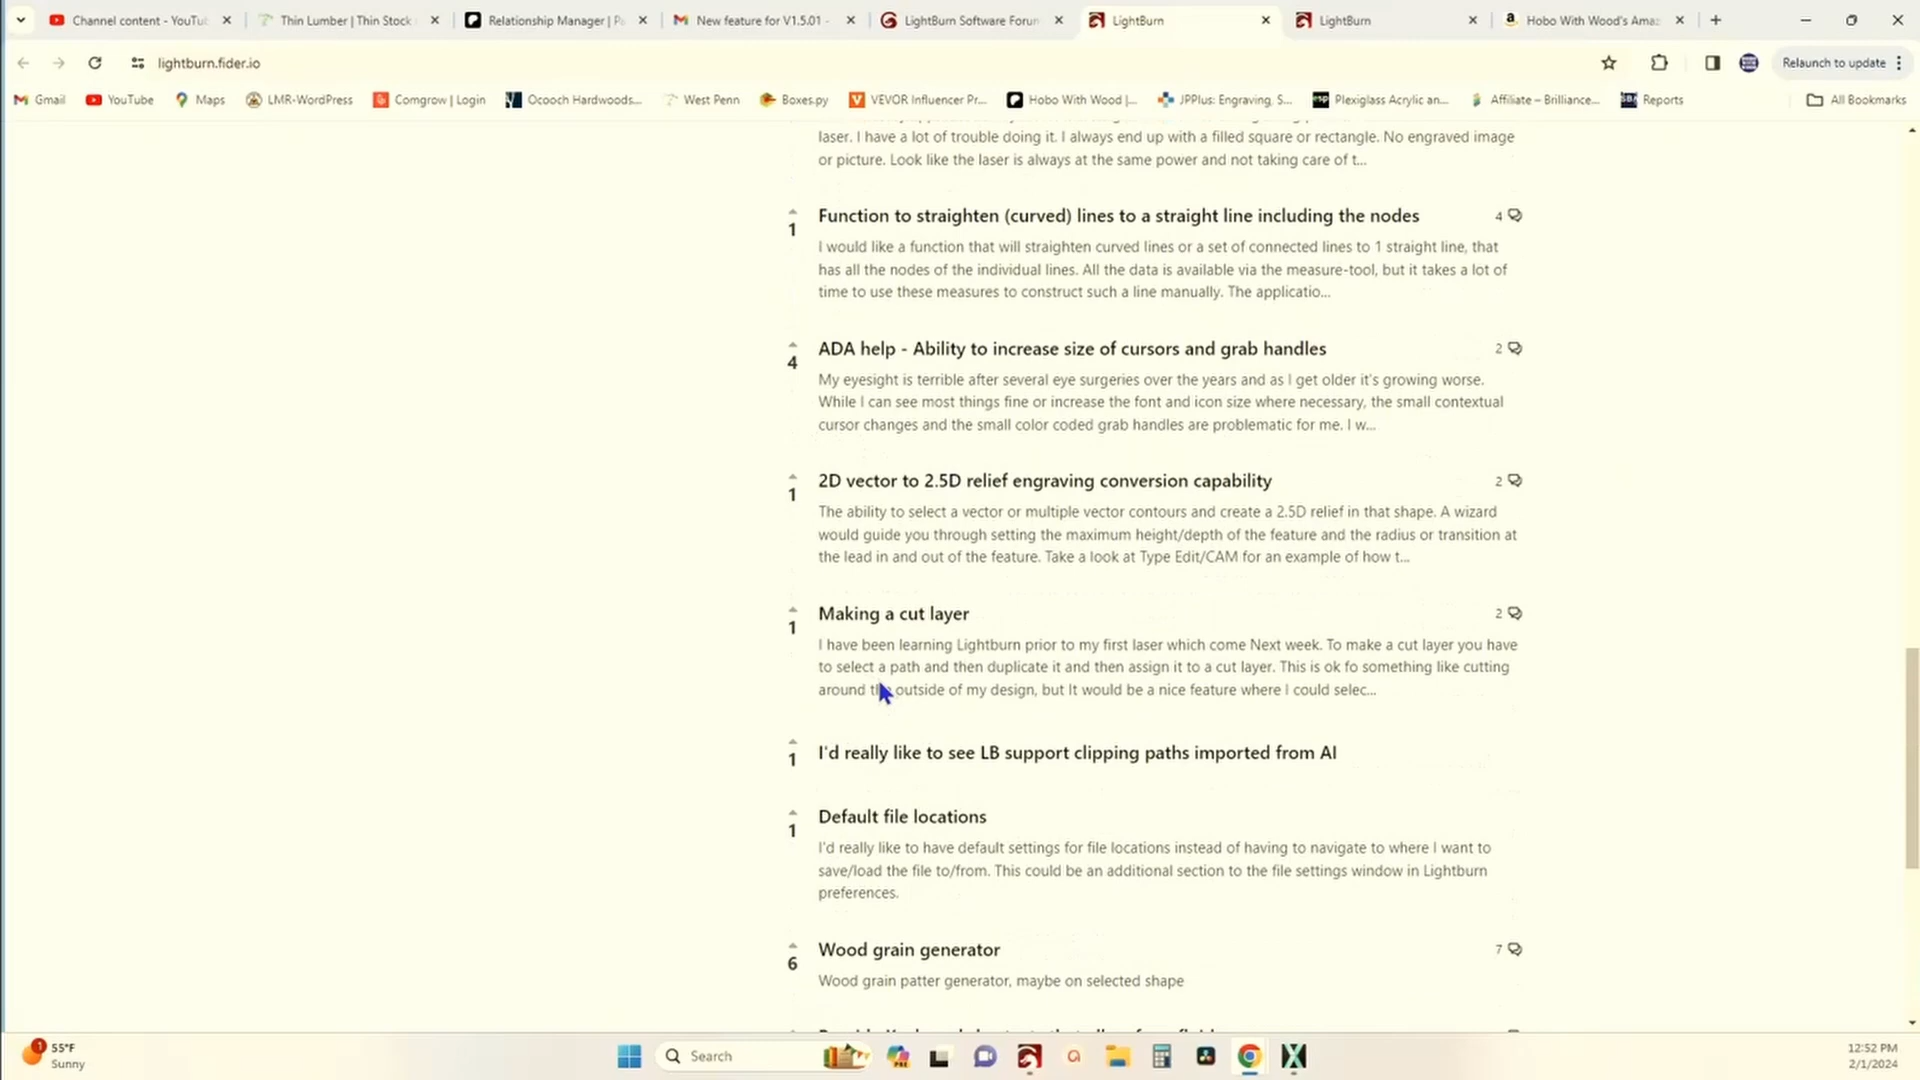 Channel content - YouTu
Thin Lumber | Thin Stock
Relationship Manager | P
New feature for V1.5.01 -
LightBurn Software Forun
LightBurn
LightBurn
Hobo With Wood's Ama
lightburn.fider.io
Relaunch to update
Gmail
YouTube
Maps
LMR-WordPress
Comgrow | Login
Ocooch Hardwoods...
West Penn
Boxes.py
VEVOR Influencer Pr...
Hobo With Wood |...
JPPlus: Engraving, S...
Plexiglass Acrylic an...
Affiliate – Brilliance...
Reports
All Bookmarks
laser. I have a lot of trouble doing it. I always end up with a filled square or rectangle. No engraved image
or picture. Look like the laser is always at the same power and not taking care of t...
1 Function to straighten (curved) lines to a straight line including the nodes 4
I would like a function that will straighten curved lines or a set of connected lines to 1 straight line, that
has all the nodes of the individual lines. All the data is available via the measure-tool, but it takes a lot of
time to use these measures to construct such a line manually. The applicatio...
4 ADA help - Ability to increase size of cursors and grab handles 2
My eyesight is terrible after several eye surgeries over the years and as I get older it's growing worse.
While I can see most things fine or increase the font and icon size where necessary, the small contextual
cursor changes and the small color coded grab handles are problematic for me. I w...
1 2D vector to 2.5D relief engraving conversion capability 2
The ability to select a vector or multiple vector contours and create a 2.5D relief in that shape. A wizard
would guide you through setting the maximum height/depth of the feature and the radius or transition at
the lead in and out of the feature. Take a look at Type Edit/CAM for an example of how t...
1 Making a cut layer 2
I have been learning Lightburn prior to my first laser which come Next week. To make a cut layer you have
to select a path and then duplicate it and then assign it to a cut layer. This is ok fo something like cutting
around the outside of my design, but It would be a nice feature where I could selec...
1 I'd really like to see LB support clipping paths imported from AI
1 Default file locations
I'd really like to have default settings for file locations instead of having to navigate to where I want to
save/load the file to/from. This could be an additional section to the file settings window in Lightburn
preferences.
6 Wood grain generator 7
Wood grain patter generator, maybe on selected shape
55°F
Sunny
Search
12:52 PM
2/1/2024